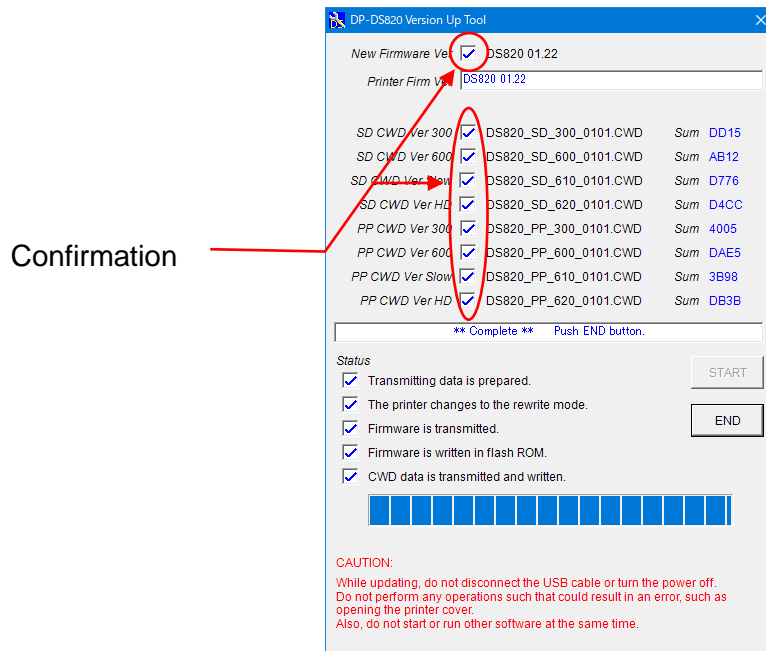 DP-DS820 Version Up Tool
New Firmware Ver DS820 01.22
Printer Firm Ver DS820 01.22
SD CWD Ver 300 DS820_SD_300_0101.CWD Sum DD15
SD CWD Ver 600 DS820_SD_600_0101.CWD Sum AB12
SD CWD Ver Slow DS820_SD_610_0101.CWD Sum D776
SD CWD Ver HD DS820_SD_620_0101.CWD Sum D4CC
PP CWD Ver 300 DS820_PP_300_0101.CWD Sum 4005
Confirmation
PP CWD Ver 600 DS820_PP_600_0101.CWD Sum DAE5
PP CWD Ver Slow DS820_PP_610_0101.CWD Sum 3B98
PP CWD Ver HD DS820_PP_620_0101.CWD Sum DB3B
** Complete ** Push END button.
Status
START
Transmitting data is prepared.
The printer changes to the rewrite mode.
END
Firmware is transmitted.
Firmware is written in flash ROM.
CWD data is transmitted and written.
CAUTION:
While updating, do not disconnect the USB cable or turn the power off.
Do not perform any operations such that could result in an error, such as
opening the printer cover.
Also, do not start or run other software at the same time.